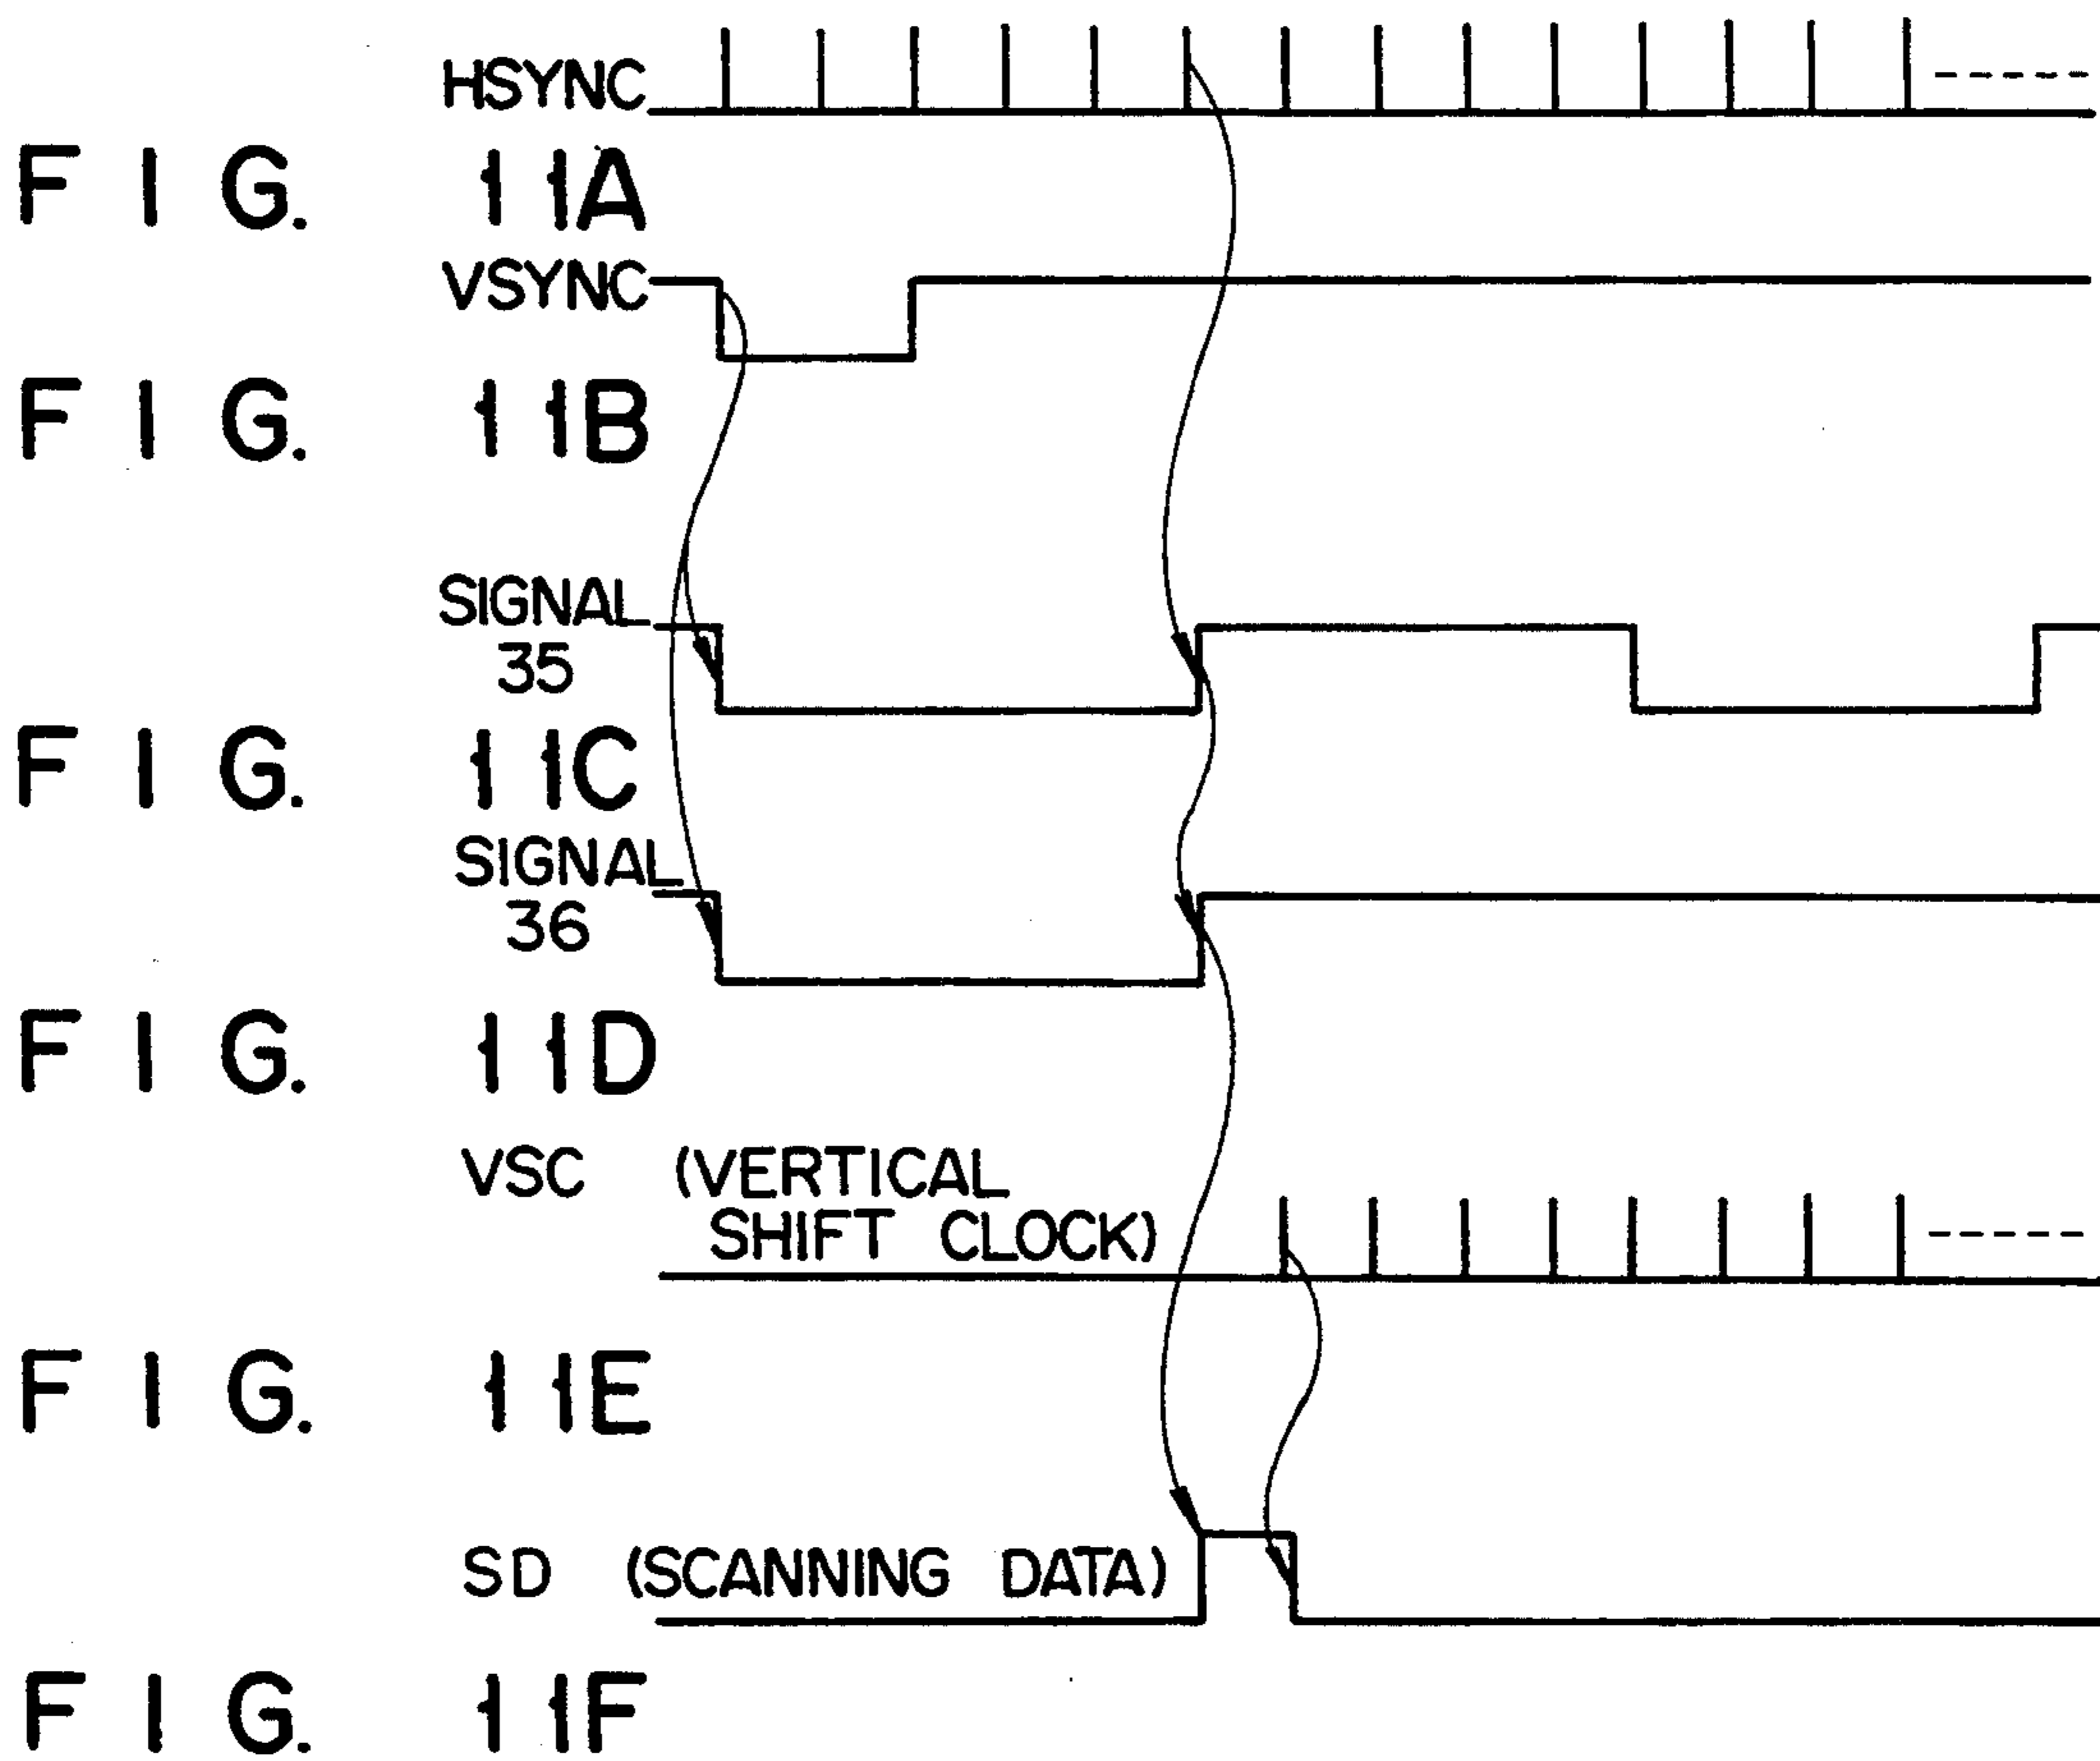 HSYNC
FIG. 11A
VSYNC
FIG. 11B
SIGNAL
35
FIG. 11C
SIGNAL
36
FIG. 11D
VSC (VERTICAL
SHIFT CLOCK)
FIG. 11E
SD (SCANNING DATA)
FIG. 11F